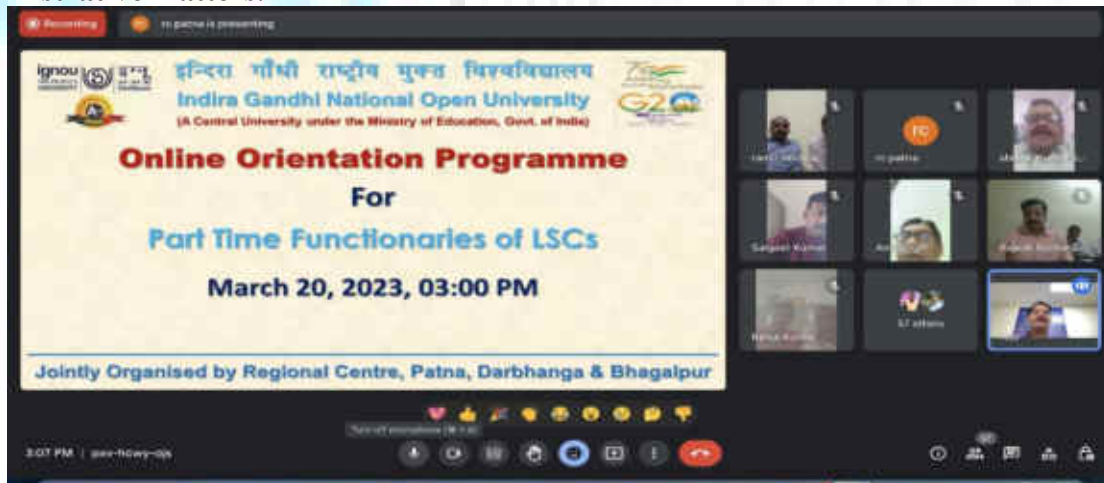 Recording
rc patna is presenting
ignou
इग्नू
इन्दिरा गाँधी राष्ट्रीय मुक्त विश्वविद्यालय
Indira Gandhi National Open University
(A Central University under the Ministry of Education, Govt. of India)
G20
Online Orientation Programme
For
Part Time Functionaries of LSCs
March 20, 2023, 03:00 PM
Jointly Organised by Regional Centre, Patna, Darbhanga & Bhagalpur
rc patna
Sanjeet Kumar
57 others
3:07 PM